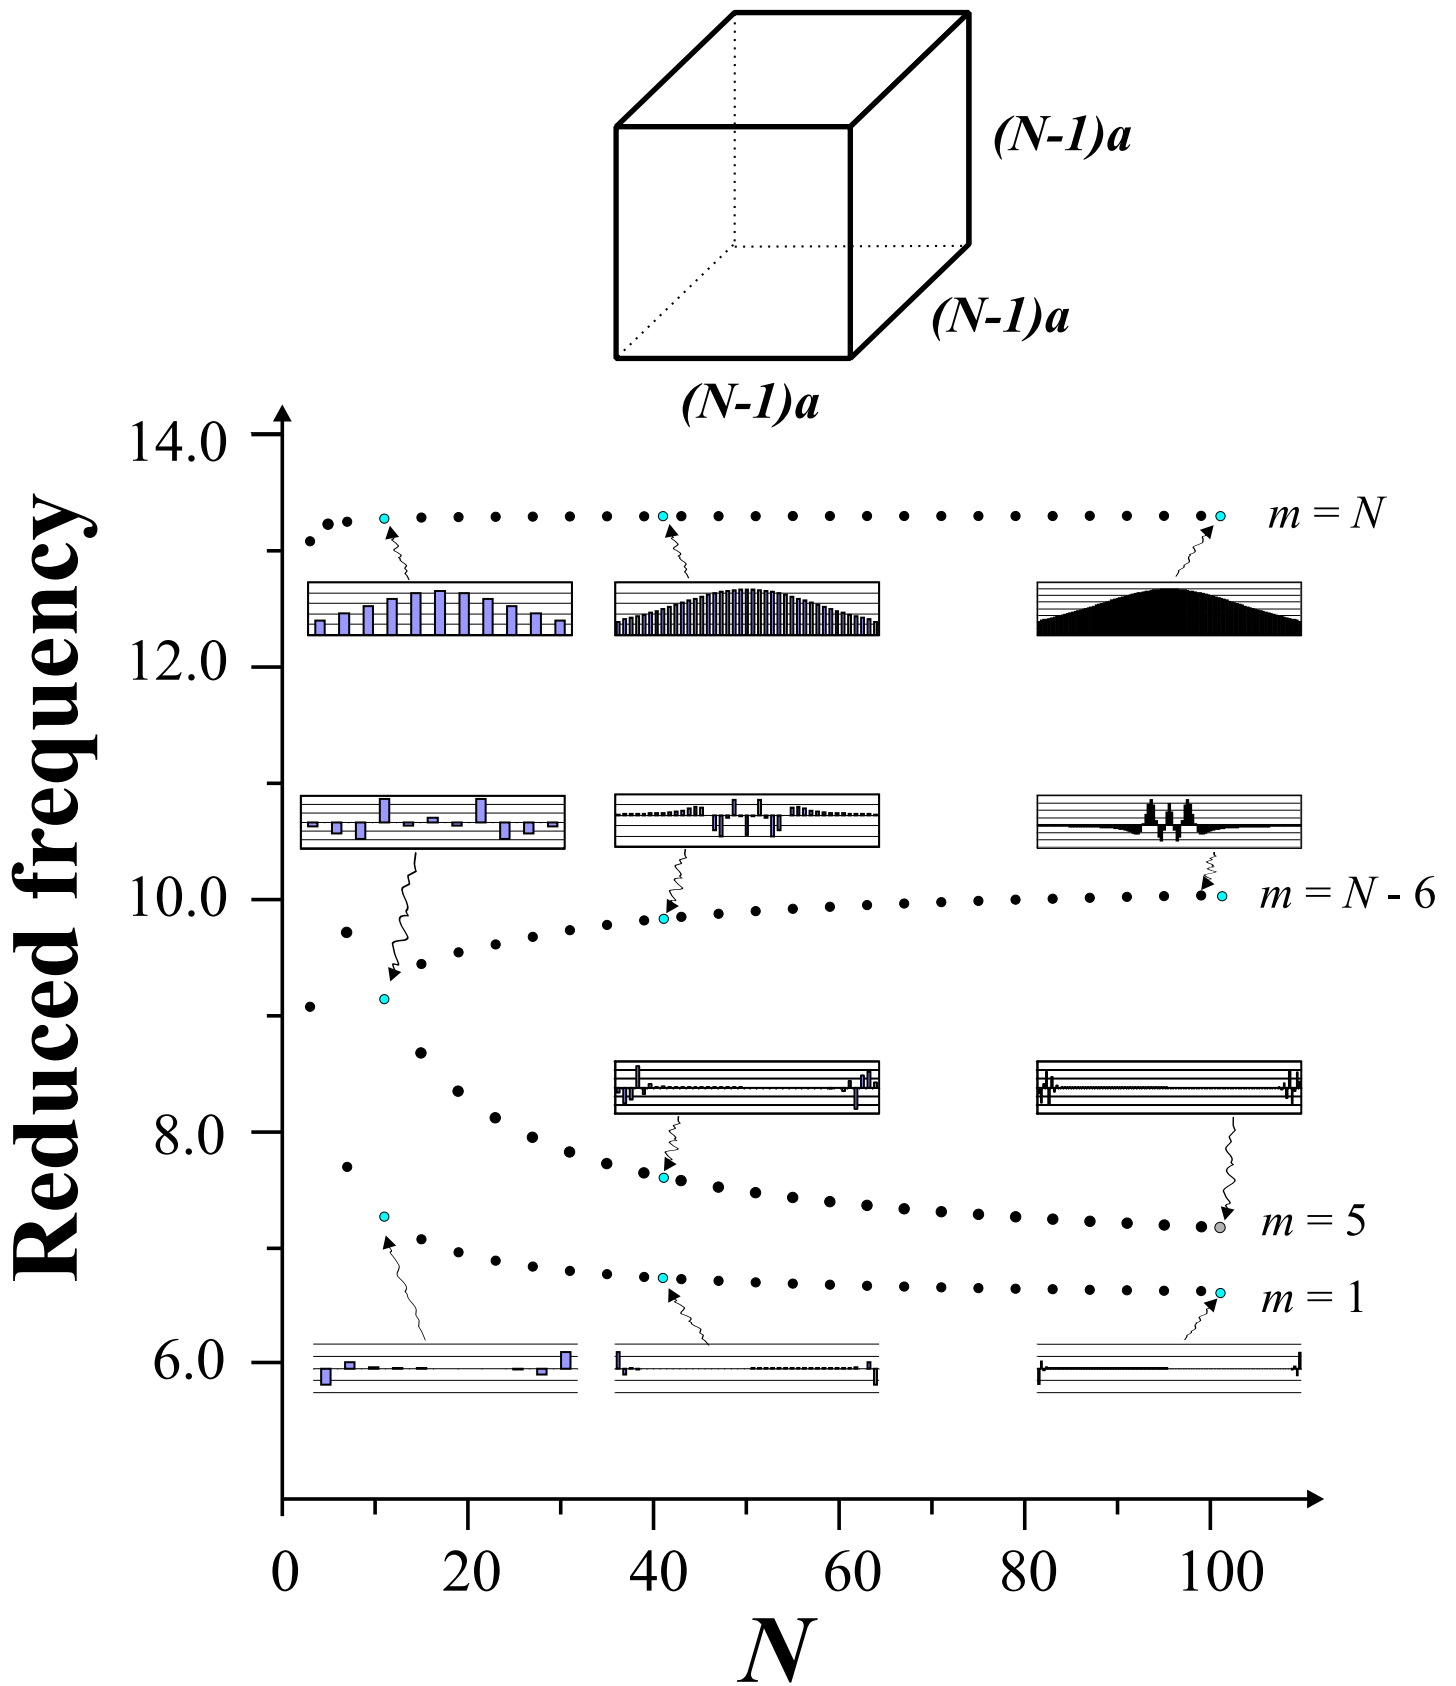 (N-1)a
(N-1)a
(N-1)a
Reduced frequency
14.0
12.0
10.0
8.0
6.0
m = N
m = N - 6
m = 5
m = 1
0 20 40 60 80 100
N